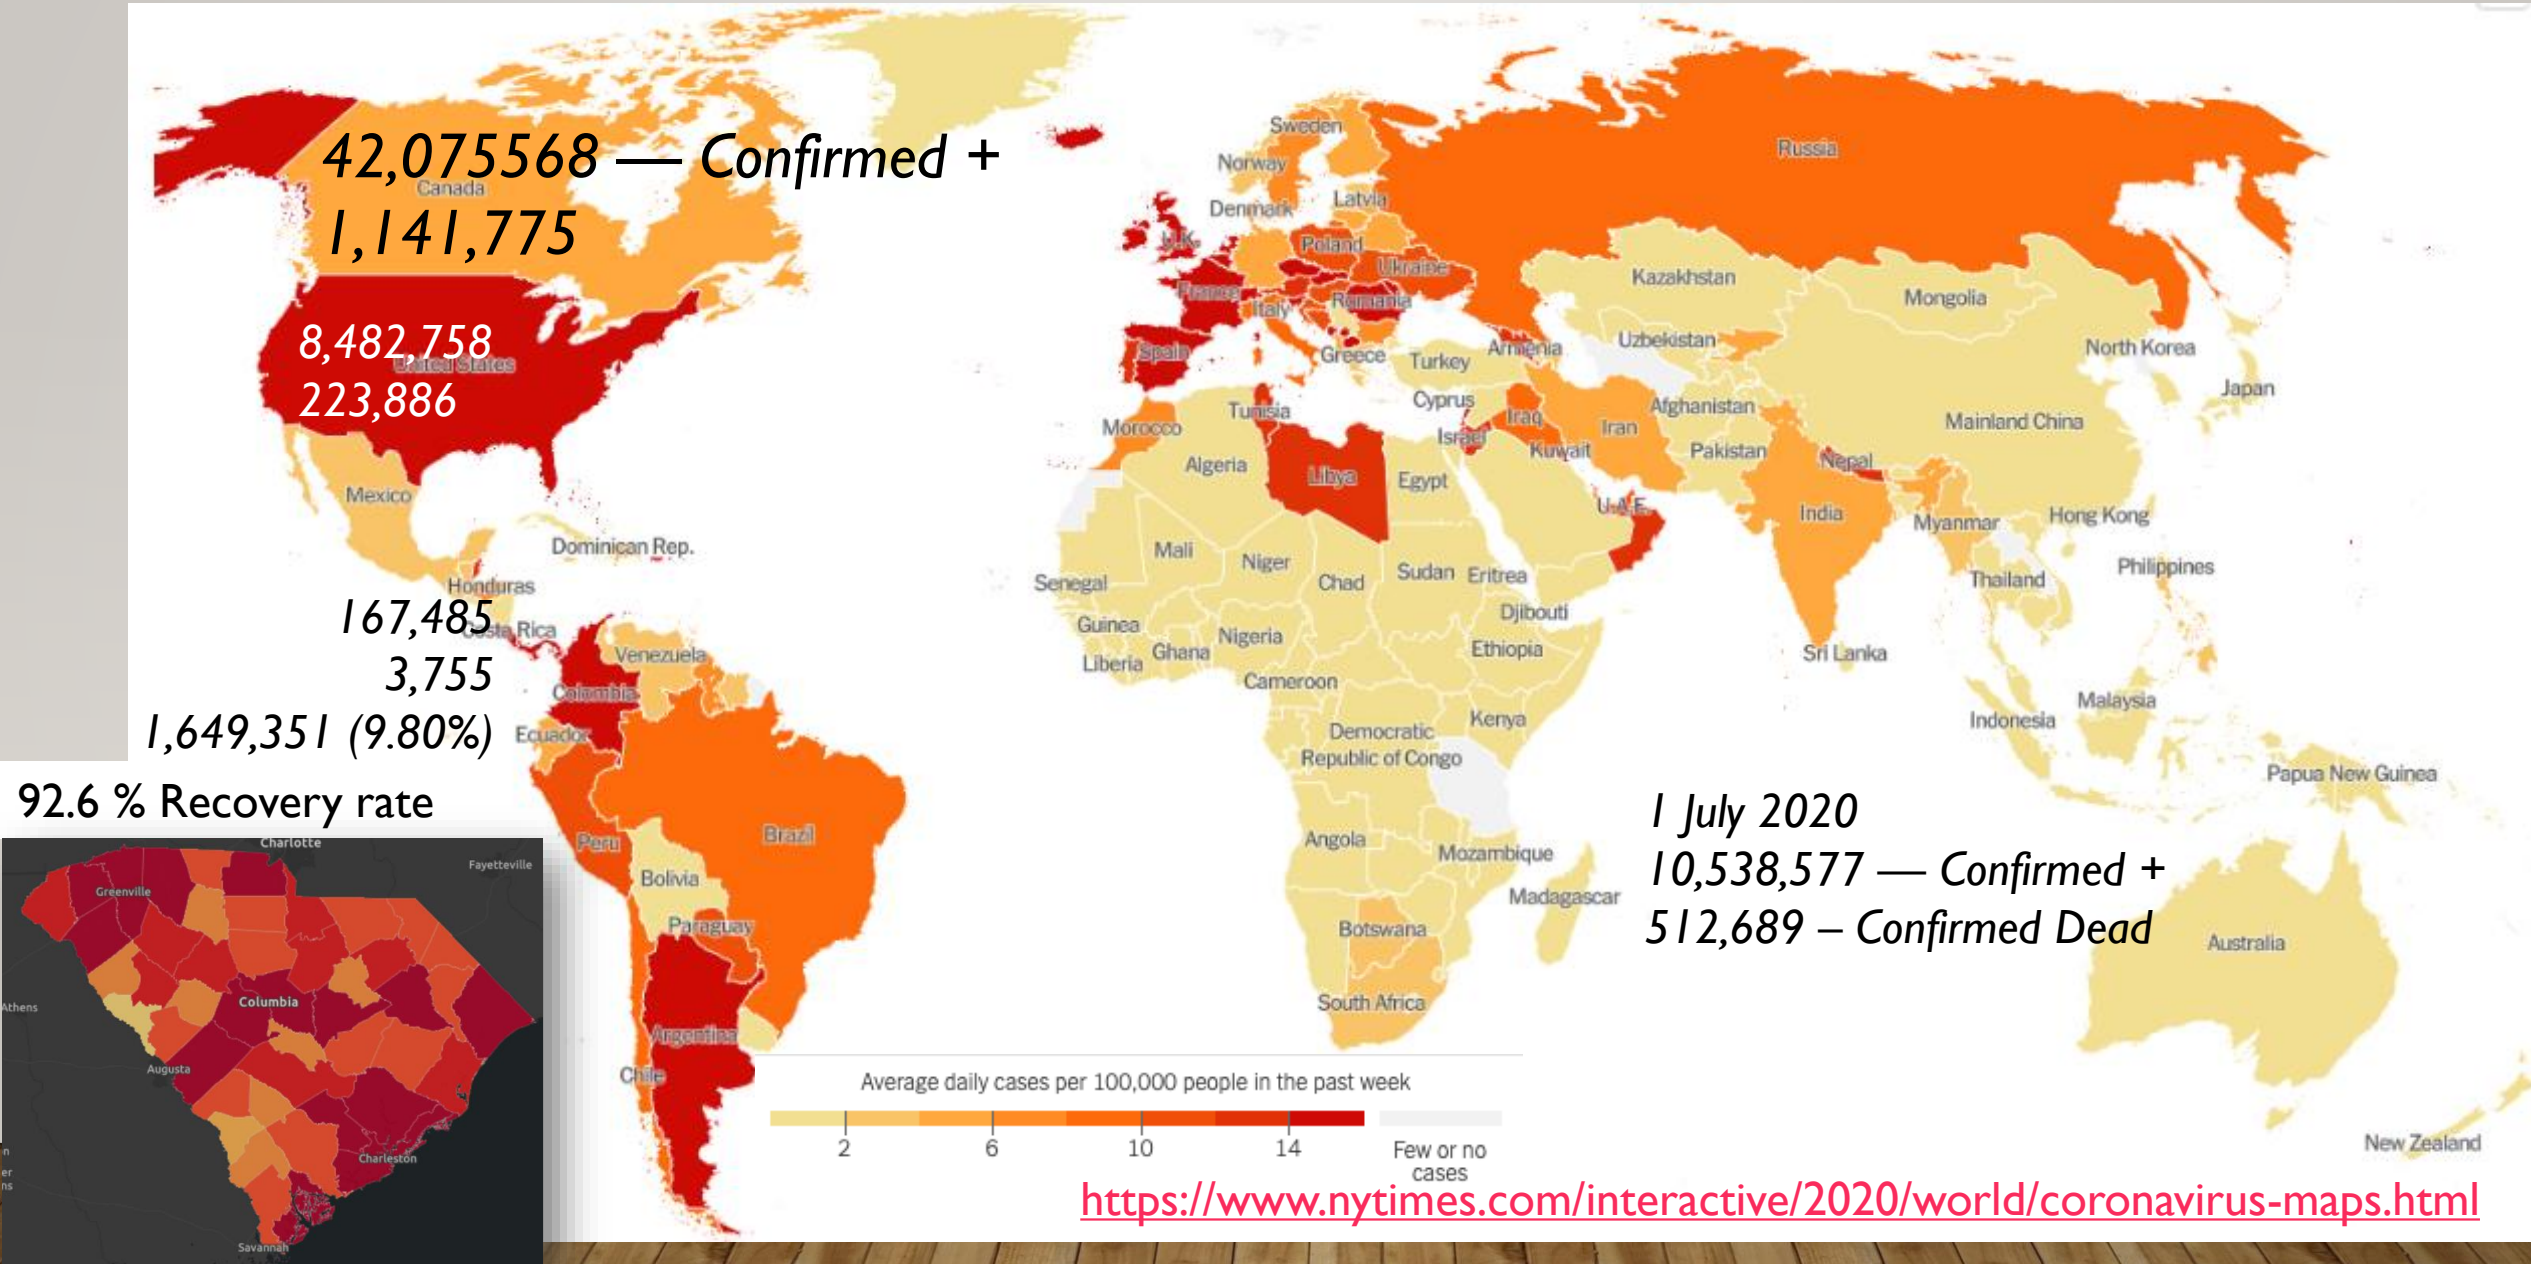 Sweden
Russia
Norway
42,075568 — Confirmed +
Canada
Latvia
Denmark
1,141,775
U.K.
Poland
Ukraine
Kazakhstan
France
Mongolia
Romania
Italy
8,482,758
United States
Uzbekistan
Armenia
North Korea
Spain
Greece
Turkey
Japan
223,886
Cyprus
Afghanistan
Tunisia
Iraq
Mainland China
Morocco
Iran
Israel
Kuwait
Pakistan
Nepal
Algeria
Libya
Egypt
Mexico
U.A.E.
India
Myanmar
Hong Kong
Dominican Rep.
Mali
Niger
Philippines
Senegal
Chad
Sudan
Eritrea
Thailand
Honduras
167,485
Costa Rica
Djibouti
Guinea
Nigeria
Ghana
Ethiopia
Liberia
Venezuela
Sri Lanka
3,755
Cameroon
Colombia
Malaysia
Kenya
Indonesia
1,649,351 (9.80%)
Ecuador
Democratic
Republic of Congo
Papua New Guinea
92.6 % Recovery rate
1 July 2020
10,538,577 — Confirmed +
512,689 – Confirmed Dead
Brazil
Peru
Angola
Mozambique
Bolivia
Madagascar
Paraguay
Botswana
Australia
South Africa
Argentina
Chile
Charlotte
Fayetteville
Greenville
Columbia
Athens
Augusta
Charleston
Savannah
Average daily cases per 100,000 people in the past week
2 6 10 14
Few or no
cases
New Zealand
https://www.nytimes.com/interactive/2020/world/coronavirus-maps.html